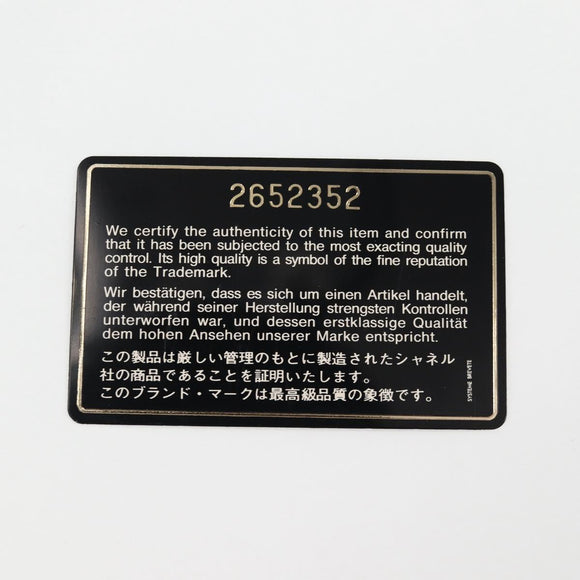 2652352
We certify the authenticity of this item and confirm
that it has been subjected to the most exacting quality
control. Its high quality is a symbol of the fine reputation
of the Trademark.
Wir bestätigen, dass es sich um einen Artikel handelt,
der während seiner Herstellung strengsten Kontrollen
unterworfen war, und dessen erstklassige Qualität
dem hohen Ansehen unserer Marke entspricht.
この製品は厳しい管理のもとに製造されたシャネル
社の商品であることを証明いたします。
このブランド・マークは最高級品質の象徴です。
SYSTEME BREVETE